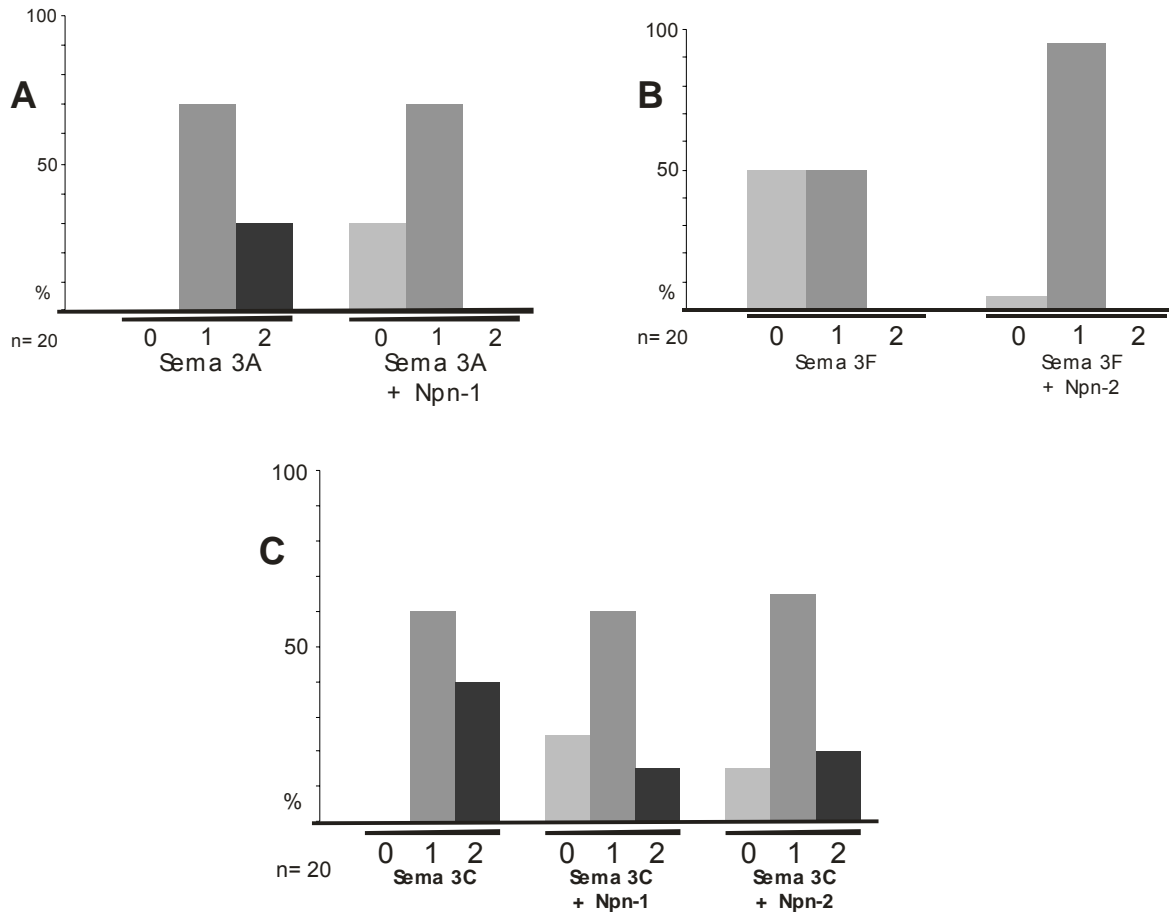 A
100
50
%
n= 20
0 1 2 0 1 2
Sema 3A Sema 3A
+ Npn-1
B
100
50
%
n= 20
0 1 2 0 1 2
Sema 3F Sema 3F
+ Npn-2
C
100
50
%
n= 20
0 1 2 0 1 2 0 1 2
Sema 3C Sema 3C Sema 3C
+ Npn-1 + Npn-2